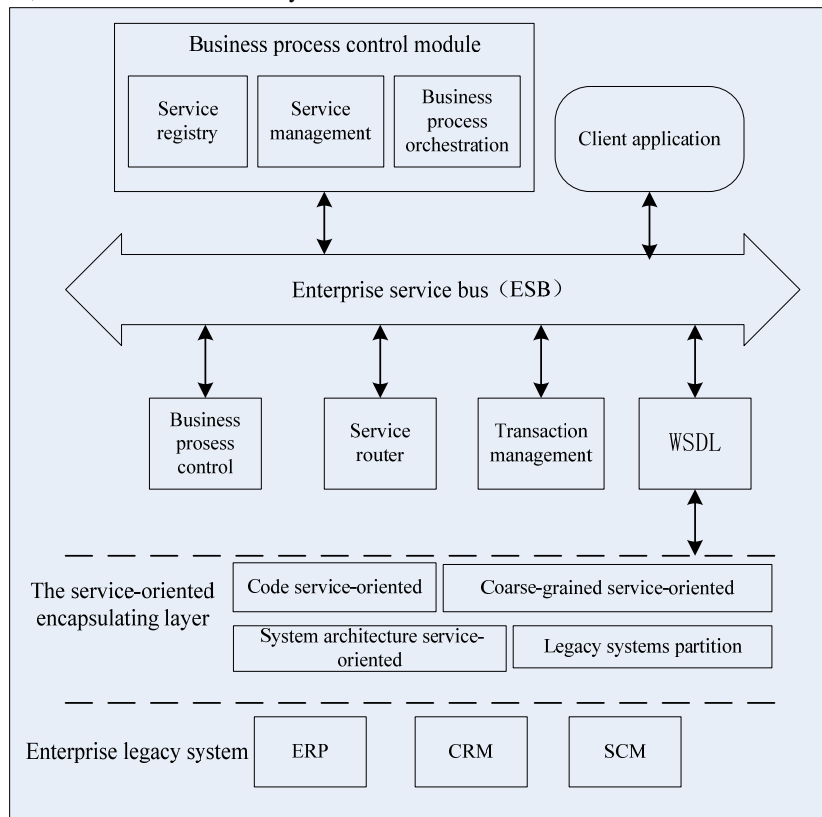 Business process control module
Service
registry
Service
management
Business
process
orchestration
Client application
Enterprise service bus（ESB）
Business
prosess
control
Service
router
Transaction
management
WSDL
The service-oriented
encapsulating layer
Code service-oriented
Coarse-grained service-oriented
System architecture service-
oriented
Legacy systems partition
Enterprise legacy system
ERP
CRM
SCM